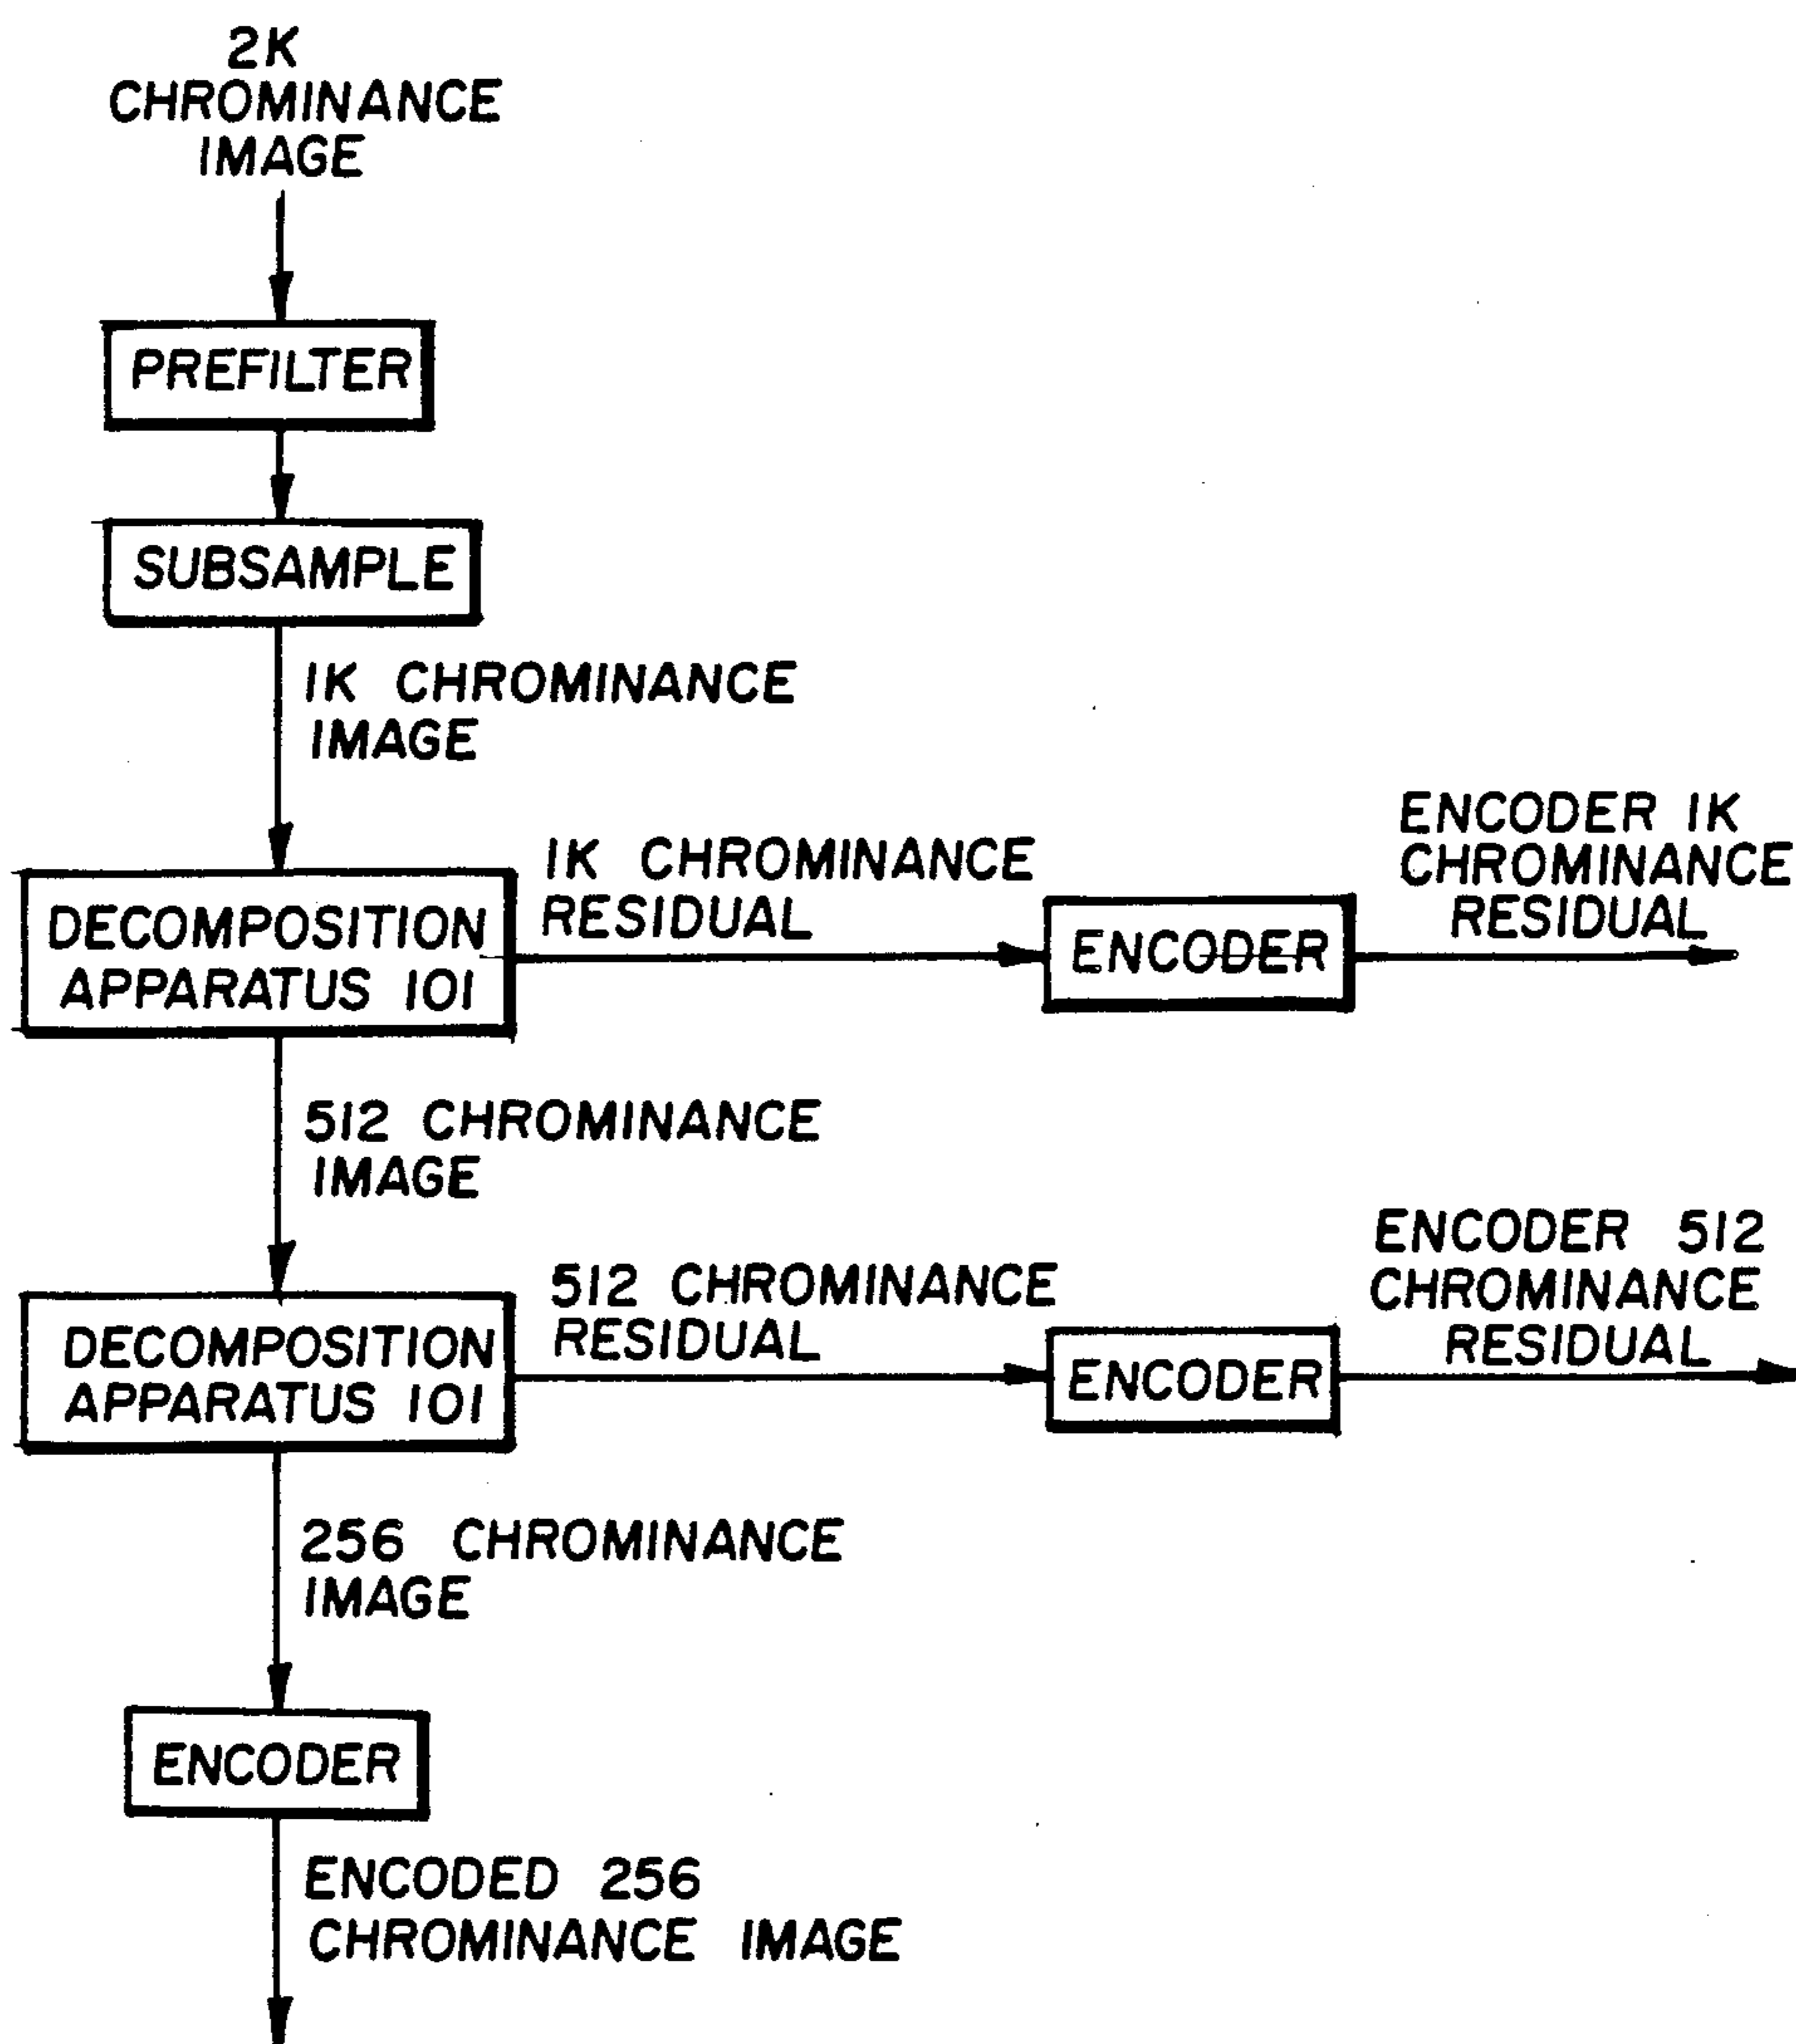 2K
CHROMINANCE
IMAGE
PREFILTER
SUBSAMPLE
1K CHROMINANCE
IMAGE
DECOMPOSITION
APPARATUS 101
1K CHROMINANCE
RESIDUAL
ENCODER
ENCODER 1K
CHROMINANCE
RESIDUAL
512 CHROMINANCE
IMAGE
DECOMPOSITION
APPARATUS 101
512 CHROMINANCE
RESIDUAL
ENCODER
ENCODER 512
CHROMINANCE
RESIDUAL
256 CHROMINANCE
IMAGE
ENCODER
ENCODED 256
CHROMINANCE IMAGE